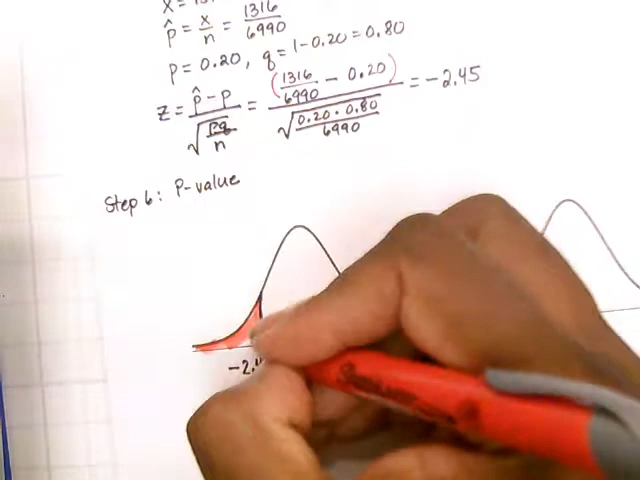 p̂ = x/n = 1316/6990
p = 0.20, q = 1-0.20 = 0.80
z = (p̂ - p)/√(pq/n) = (1316/6990 - 0.20)/√(0.20 · 0.80/6990) = -2.45
Step 6: P-value